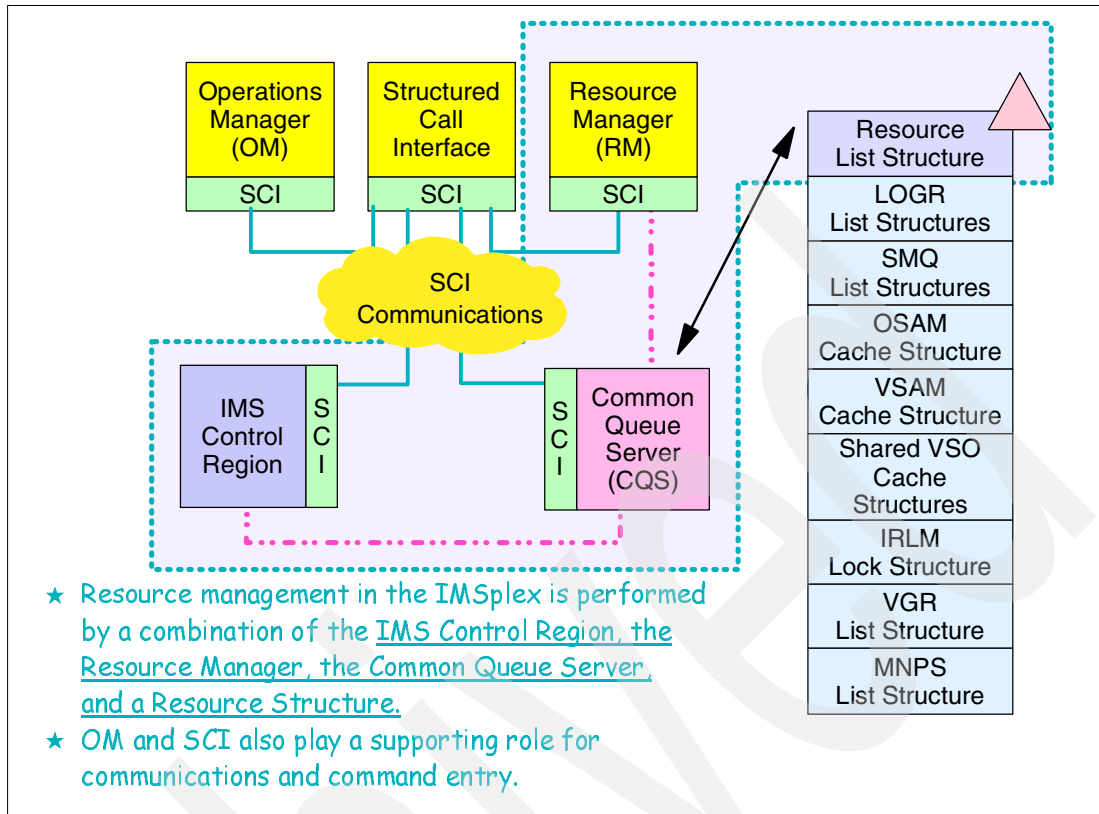 Operations
Manager
(OM)
SCI
Structured
Call
Interface
SCI
Resource
Manager
(RM)
SCI
SCI
Communications
IMS
Control
Region
S
C
I
S
C
I
Common
Queue
Server
(CQS)
Resource
List Structure
LOGR
List Structures
SMQ
List Structures
OSAM
Cache Structure
VSAM
Cache Structure
Shared VSO
Cache
Structures
IRLM
Lock Structure
VGR
List Structure
MNPS
List Structure
★ Resource management in the IMSplex is performed
by a combination of the IMS Control Region, the
Resource Manager, the Common Queue Server,
and a Resource Structure.
★ OM and SCI also play a supporting role for
communications and command entry.